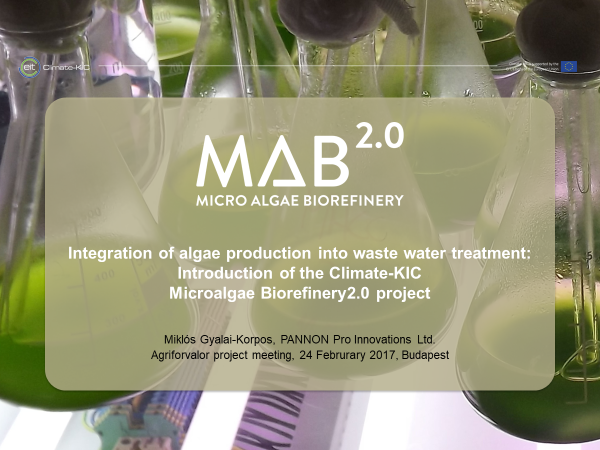 eit Climate-KIC
MAB 2.0
MICRO ALGAE BIOREFINERY
Integration of algae production into waste water treatment:
Introduction of the Climate-KIC
Microalgae Biorefinery2.0 project
Miklós Gyalai-Korpos, PANNON Pro Innovations Ltd.
Agriforvalor project meeting, 24 Februrary 2017, Budapest